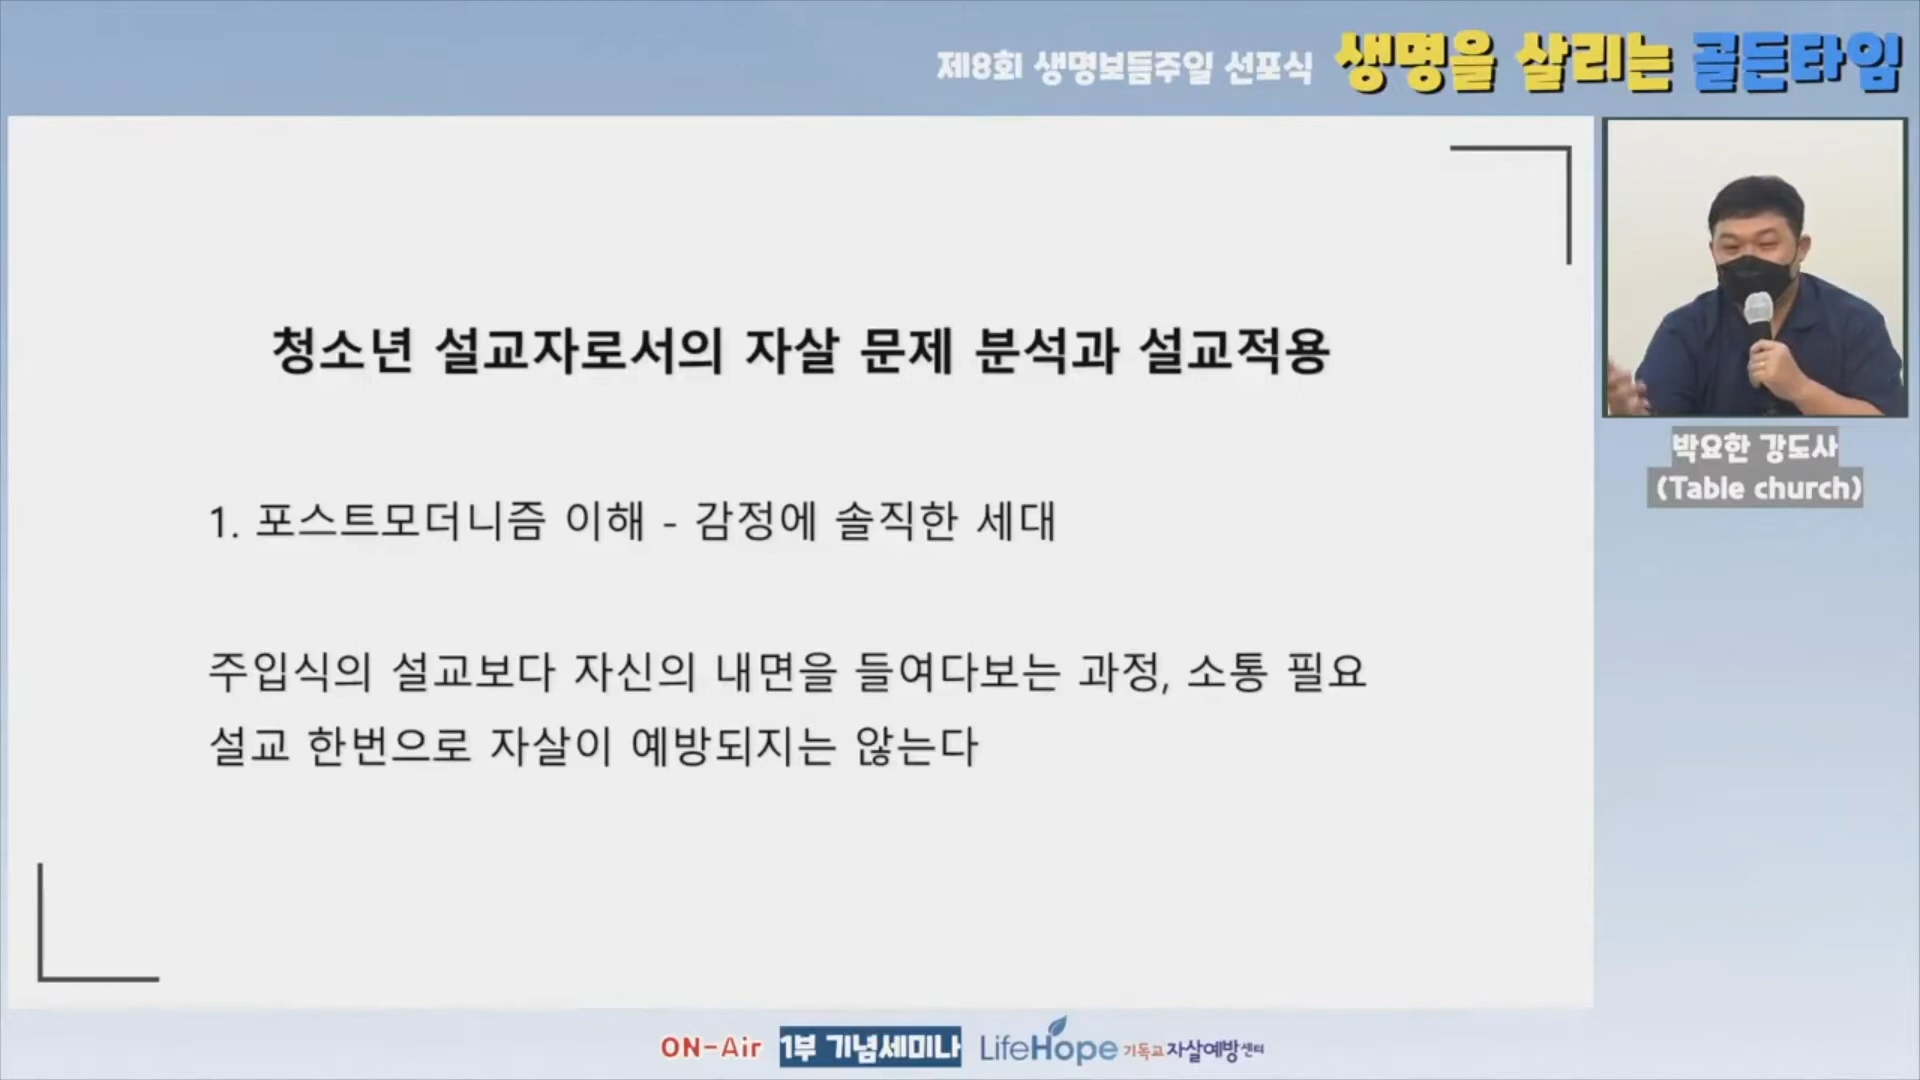 제8회 생명보듬주일 선포식 생명을 살리는 골든타임
청소년 설교자로서의 자살 문제 분석과 설교적용
1. 포스트모더니즘 이해 - 감정에 솔직한 세대
주입식의 설교보다 자신의 내면을 들여다보는 과정, 소통 필요
설교 한번으로 자살이 예방되지는 않는다
박요한 강도사
(Table church)
ON-Air 1부 기념세미나 LifeHope 기독교자살예방센터